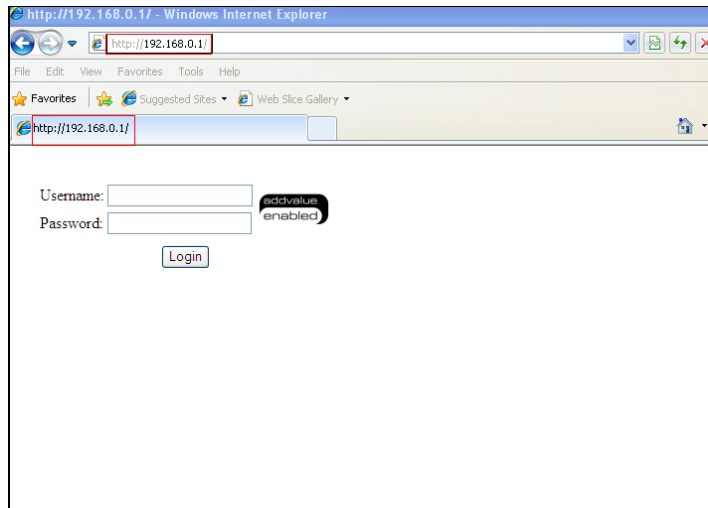 http://192.168.0.1/ - Windows Internet Explorer
http://192.168.0.1/
File Edit View Favorites Tools Help
Favorites Suggested Sites Web Slice Gallery
http://192.168.0.1/
Username:
addvalue
enabled
Password:
Login